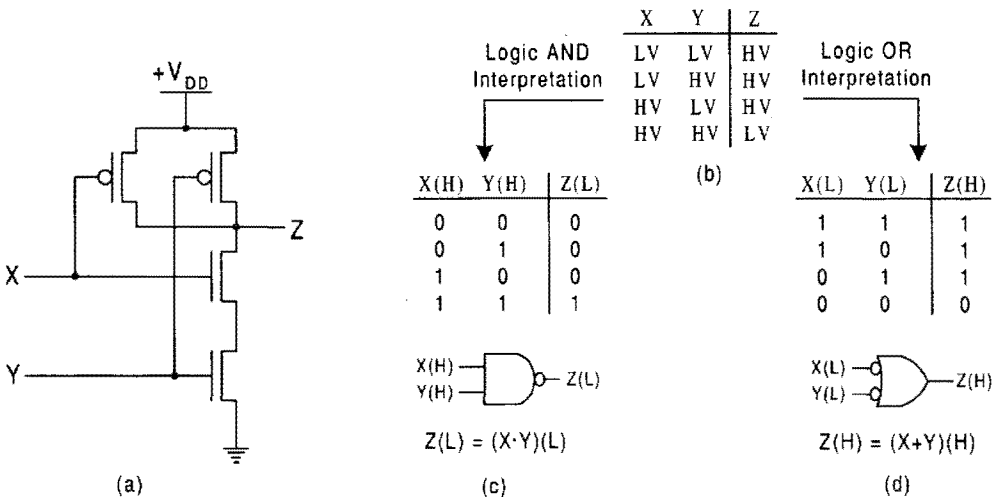 +VDD
X
Y
Z
(a)
X Y Z
LV LV HV
LV HV HV
HV LV HV
HV HV LV
(b)
Logic AND
Interpretation
Logic OR
Interpretation
X(H) Y(H) Z(L)
0 0 0
0 1 0
1 0 0
1 1 1
X(H)
Y(H)
Z(L)
Z(L) = (X·Y)(L)
(c)
X(L) Y(L) Z(H)
1 1 1
1 0 1
0 1 1
0 0 0
X(L)
Y(L)
Z(H)
Z(H) = (X+Y)(H)
(d)